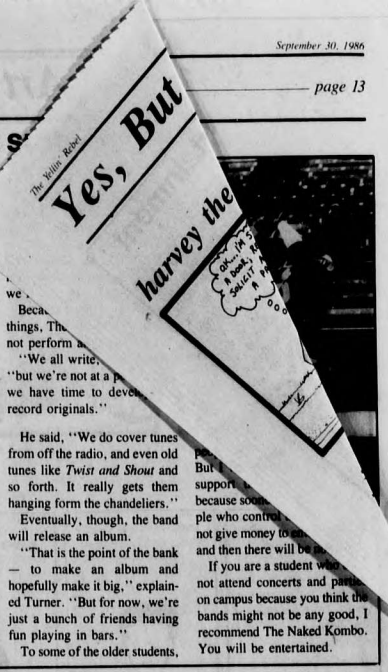 September 30, 1986
page 13
The Yellin' Rebel
Yes, But
harvey the
OK... I'M
A DOOR,
SOLICIT A
A
we
Because
things, The
not perform
"We all write,
"but we're not at a
we have time to
record originals."
He said, "We do cover tunes
from off the radio, and even old
tunes like Twist and Shout and
so forth. It really gets them
hanging form the chandeliers."
Eventually, though, the band
will release an album.
"That is the point of the bank
— to make an album and
hopefully make it big," explain-
ed Turner. "But for now, we're
just a bunch of friends having
fun playing in bars."
To some of the older students,
But I
support
because
ple who control
not give money to
and then there will be
If you are a student who
not attend concerts and
on campus because you think the
bands might not be any good, I
recommend The Naked Kombo.
You will be entertained.